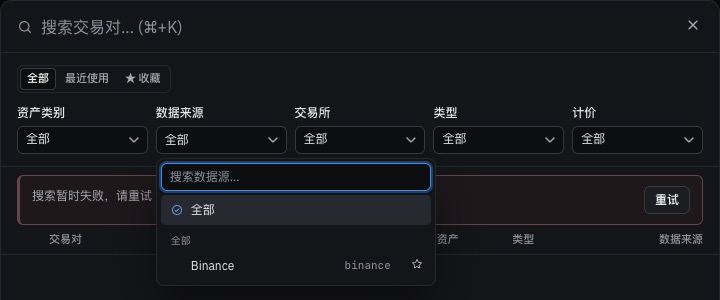 搜索交易对... (⌘+K)
全部 最近使用 ★ 收藏
资产类别 数据来源 交易所 类型 计价
全部 全部 全部 全部 全部
搜索数据源...
搜索暂时失败，请重试 重试
全部
交易对 资产 类型 数据来源
全部
Binance binance